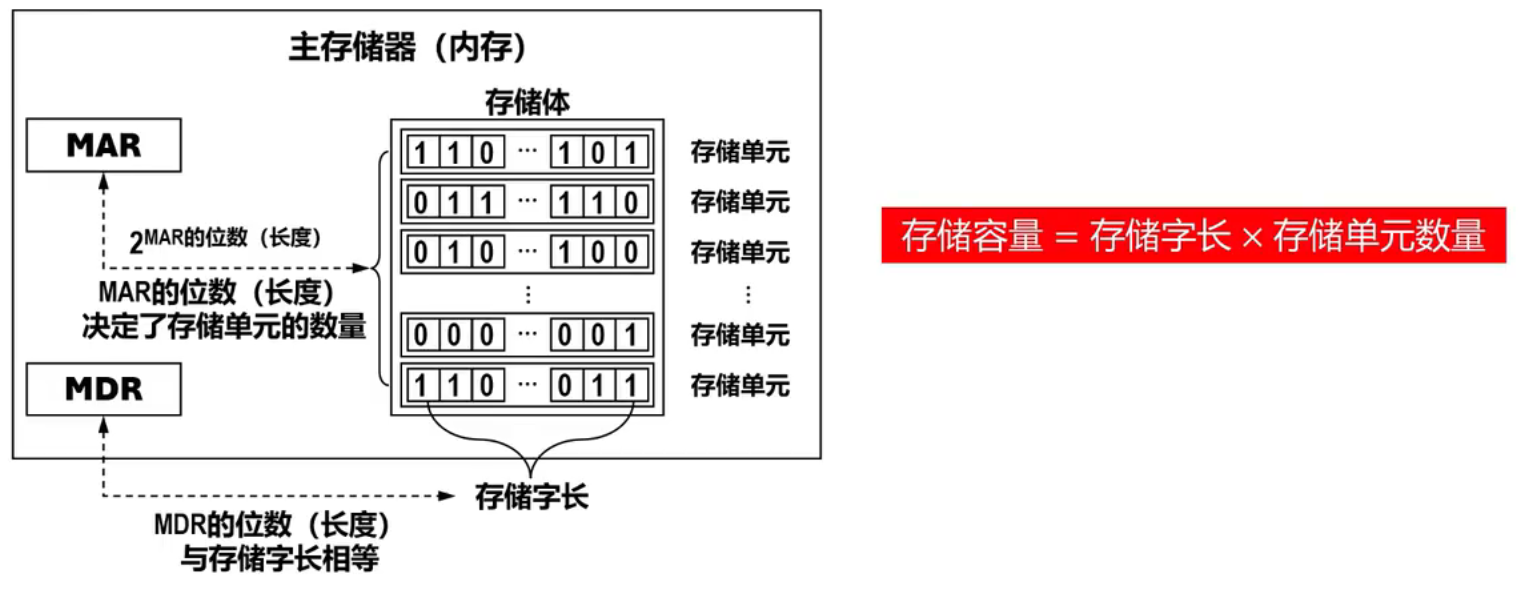 主存储器（内存）
存储体
MAR
1 1 0 … 1 0 1 存储单元
0 1 1 … 1 1 0 存储单元
2^MAR的位数（长度）
0 1 0 … 1 0 0 存储单元
MAR的位数（长度）
决定了存储单元的数量
⋮ ⋮
0 0 0 … 0 0 1 存储单元
MDR
1 1 0 … 0 1 1 存储单元
存储字长
MDR的位数（长度）
与存储字长相等
存储容量 = 存储字长 × 存储单元数量